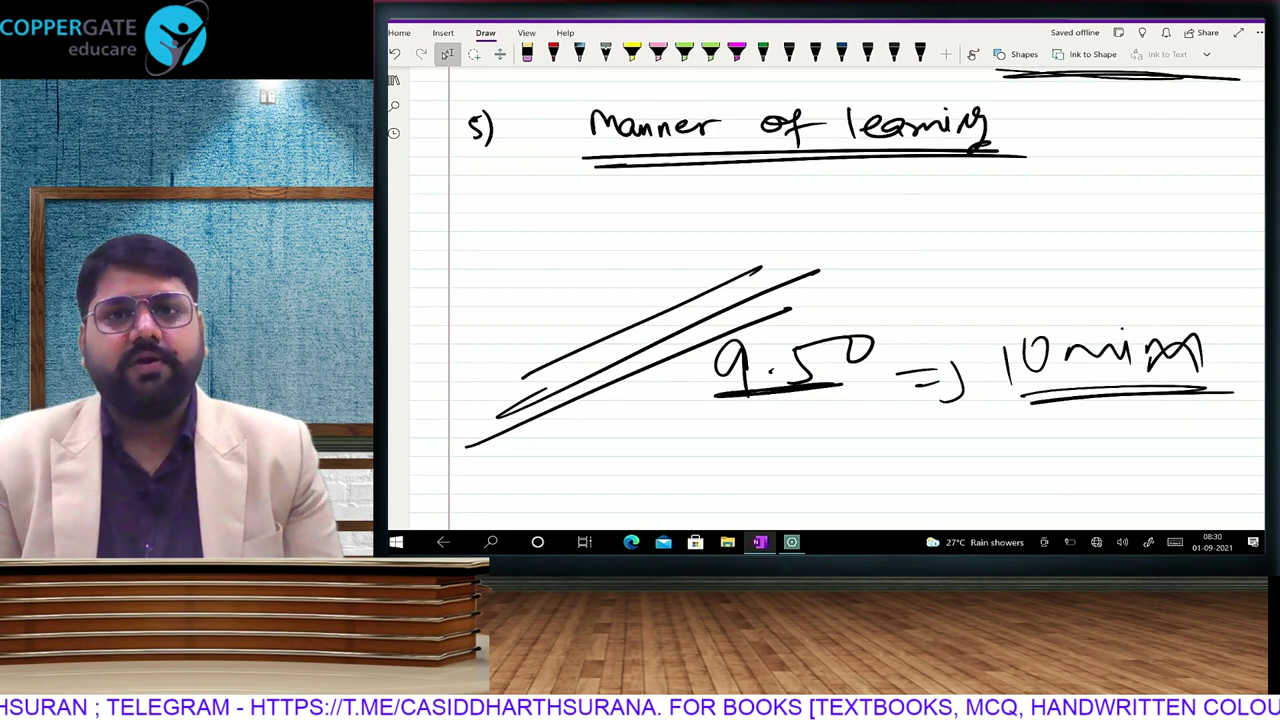 COPPERGATE
educare
Home Insert Draw View Help
Saved offline
Share
Shapes
Ink to Shape
Ink to Text
5) Manner of learning
9.50 => 10 min
27°C Rain showers
08:30
01-09-2021
HSURAN ; TELEGRAM - HTTPS://T.ME/CASIDDHARTHSURANA. FOR BOOKS [TEXTBOOKS, MCQ, HANDWRITTEN COLOU